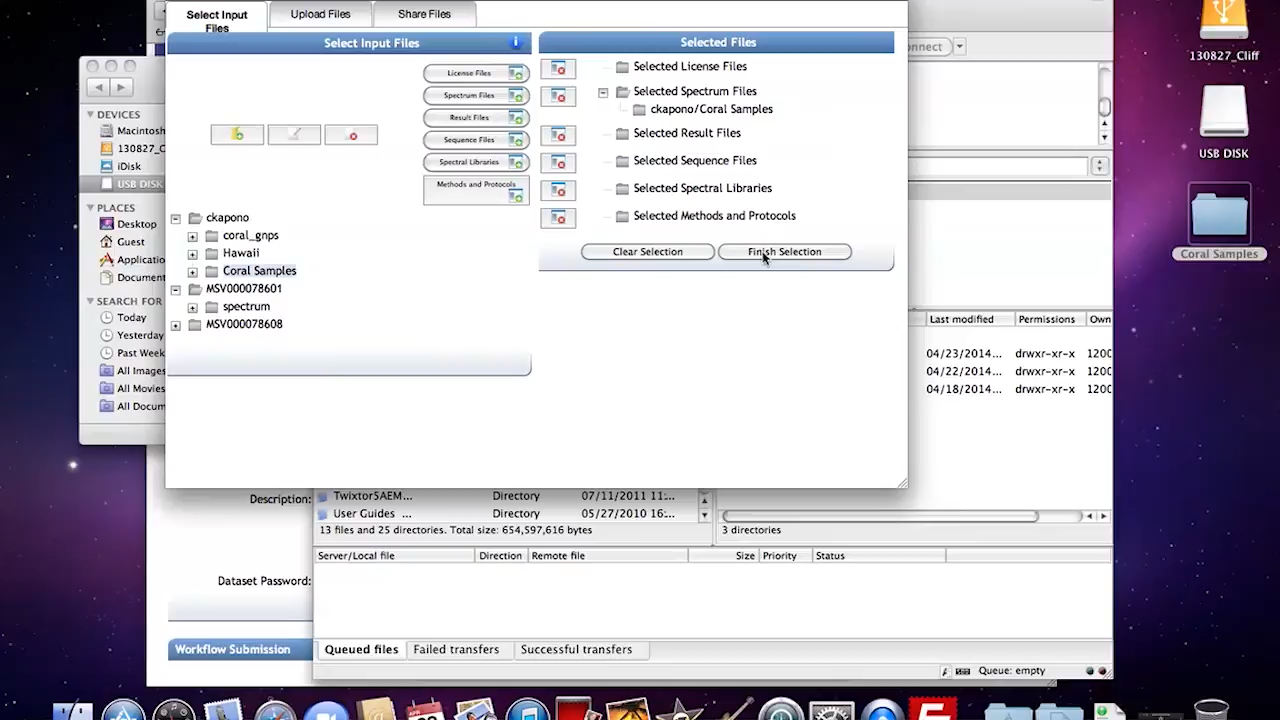 Select Input
Files
Upload Files
Share Files
Select Input Files
i
Selected Files
License Files
Spectrum Files
Result Files
Sequence Files
Spectral Libraries
Methods and Protocols
ckapono
coral_gnps
Hawaii
Coral Samples
MSV000078601
spectrum
MSV000078608
Selected License Files
Selected Spectrum Files
ckapono/Coral Samples
Selected Result Files
Selected Sequence Files
Selected Spectral Libraries
Selected Methods and Protocols
Clear Selection
Finish Selection
DEVICES
Macintosh
iDisk
USB DISK
PLACES
Desktop
Guest
SEARCH FOR
Today
Yesterday
Past Week
All Images
All Movies
130827_Cliff
USB DISK
Coral Samples
Last modified Permissions Own
04/23/2014... drwxr-xr-x 1200
04/22/2014... drwxr-xr-x 1200
04/18/2014... drwxr-xr-x 1200
Description:
Twixtor5AEM... Directory 07/11/2011 11:...
User Guides Directory 05/27/2010 16:...
13 files and 25 directories. Total size: 654,597,616 bytes
3 directories
Server/Local file Direction Remote file Size Priority Status
Dataset Password:
Workflow Submission
Queued files
Failed transfers
Successful transfers
Queue: empty